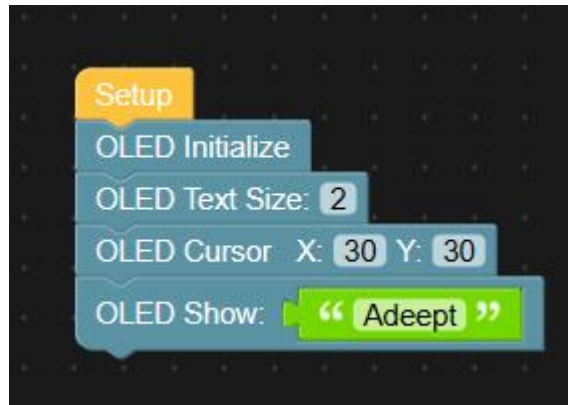 Setup
OLED Initialize
OLED Text Size: 2
OLED Cursor X: 30 Y: 30
OLED Show: “ Adeept ”